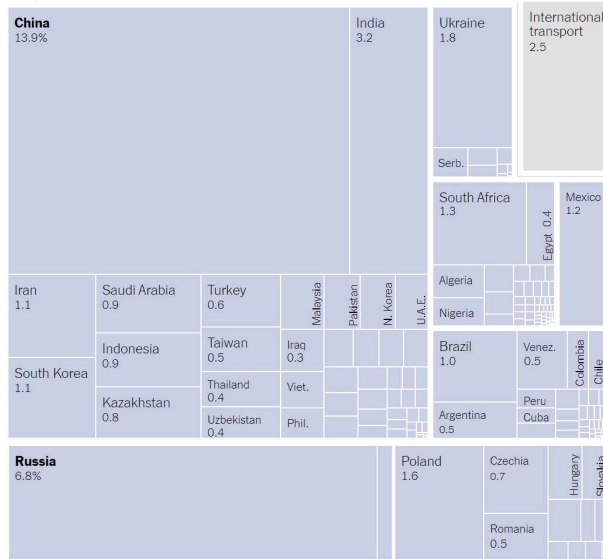 China
13.9%
India
3.2
Ukraine
1.8
International
transport
2.5
Serb.
South Africa
1.3
Egypt 0.4
Mexico
1.2
Algeria
Nigeria
Iran
1.1
Saudi Arabia
0.9
Turkey
0.6
Malaysia
Pakistan
N. Korea
U.A.E.
Indonesia
0.9
Taiwan
0.5
Iraq
0.3
South Korea
1.1
Thailand
0.4
Viet.
Kazakhstan
0.8
Uzbekistan
0.4
Phil.
Brazil
1.0
Venez.
0.5
Colombia
Chile
Peru
Argentina
0.5
Cuba
Russia
6.8%
Poland
1.6
Czechia
0.7
Hungary
Slovakia
Romania
0.5